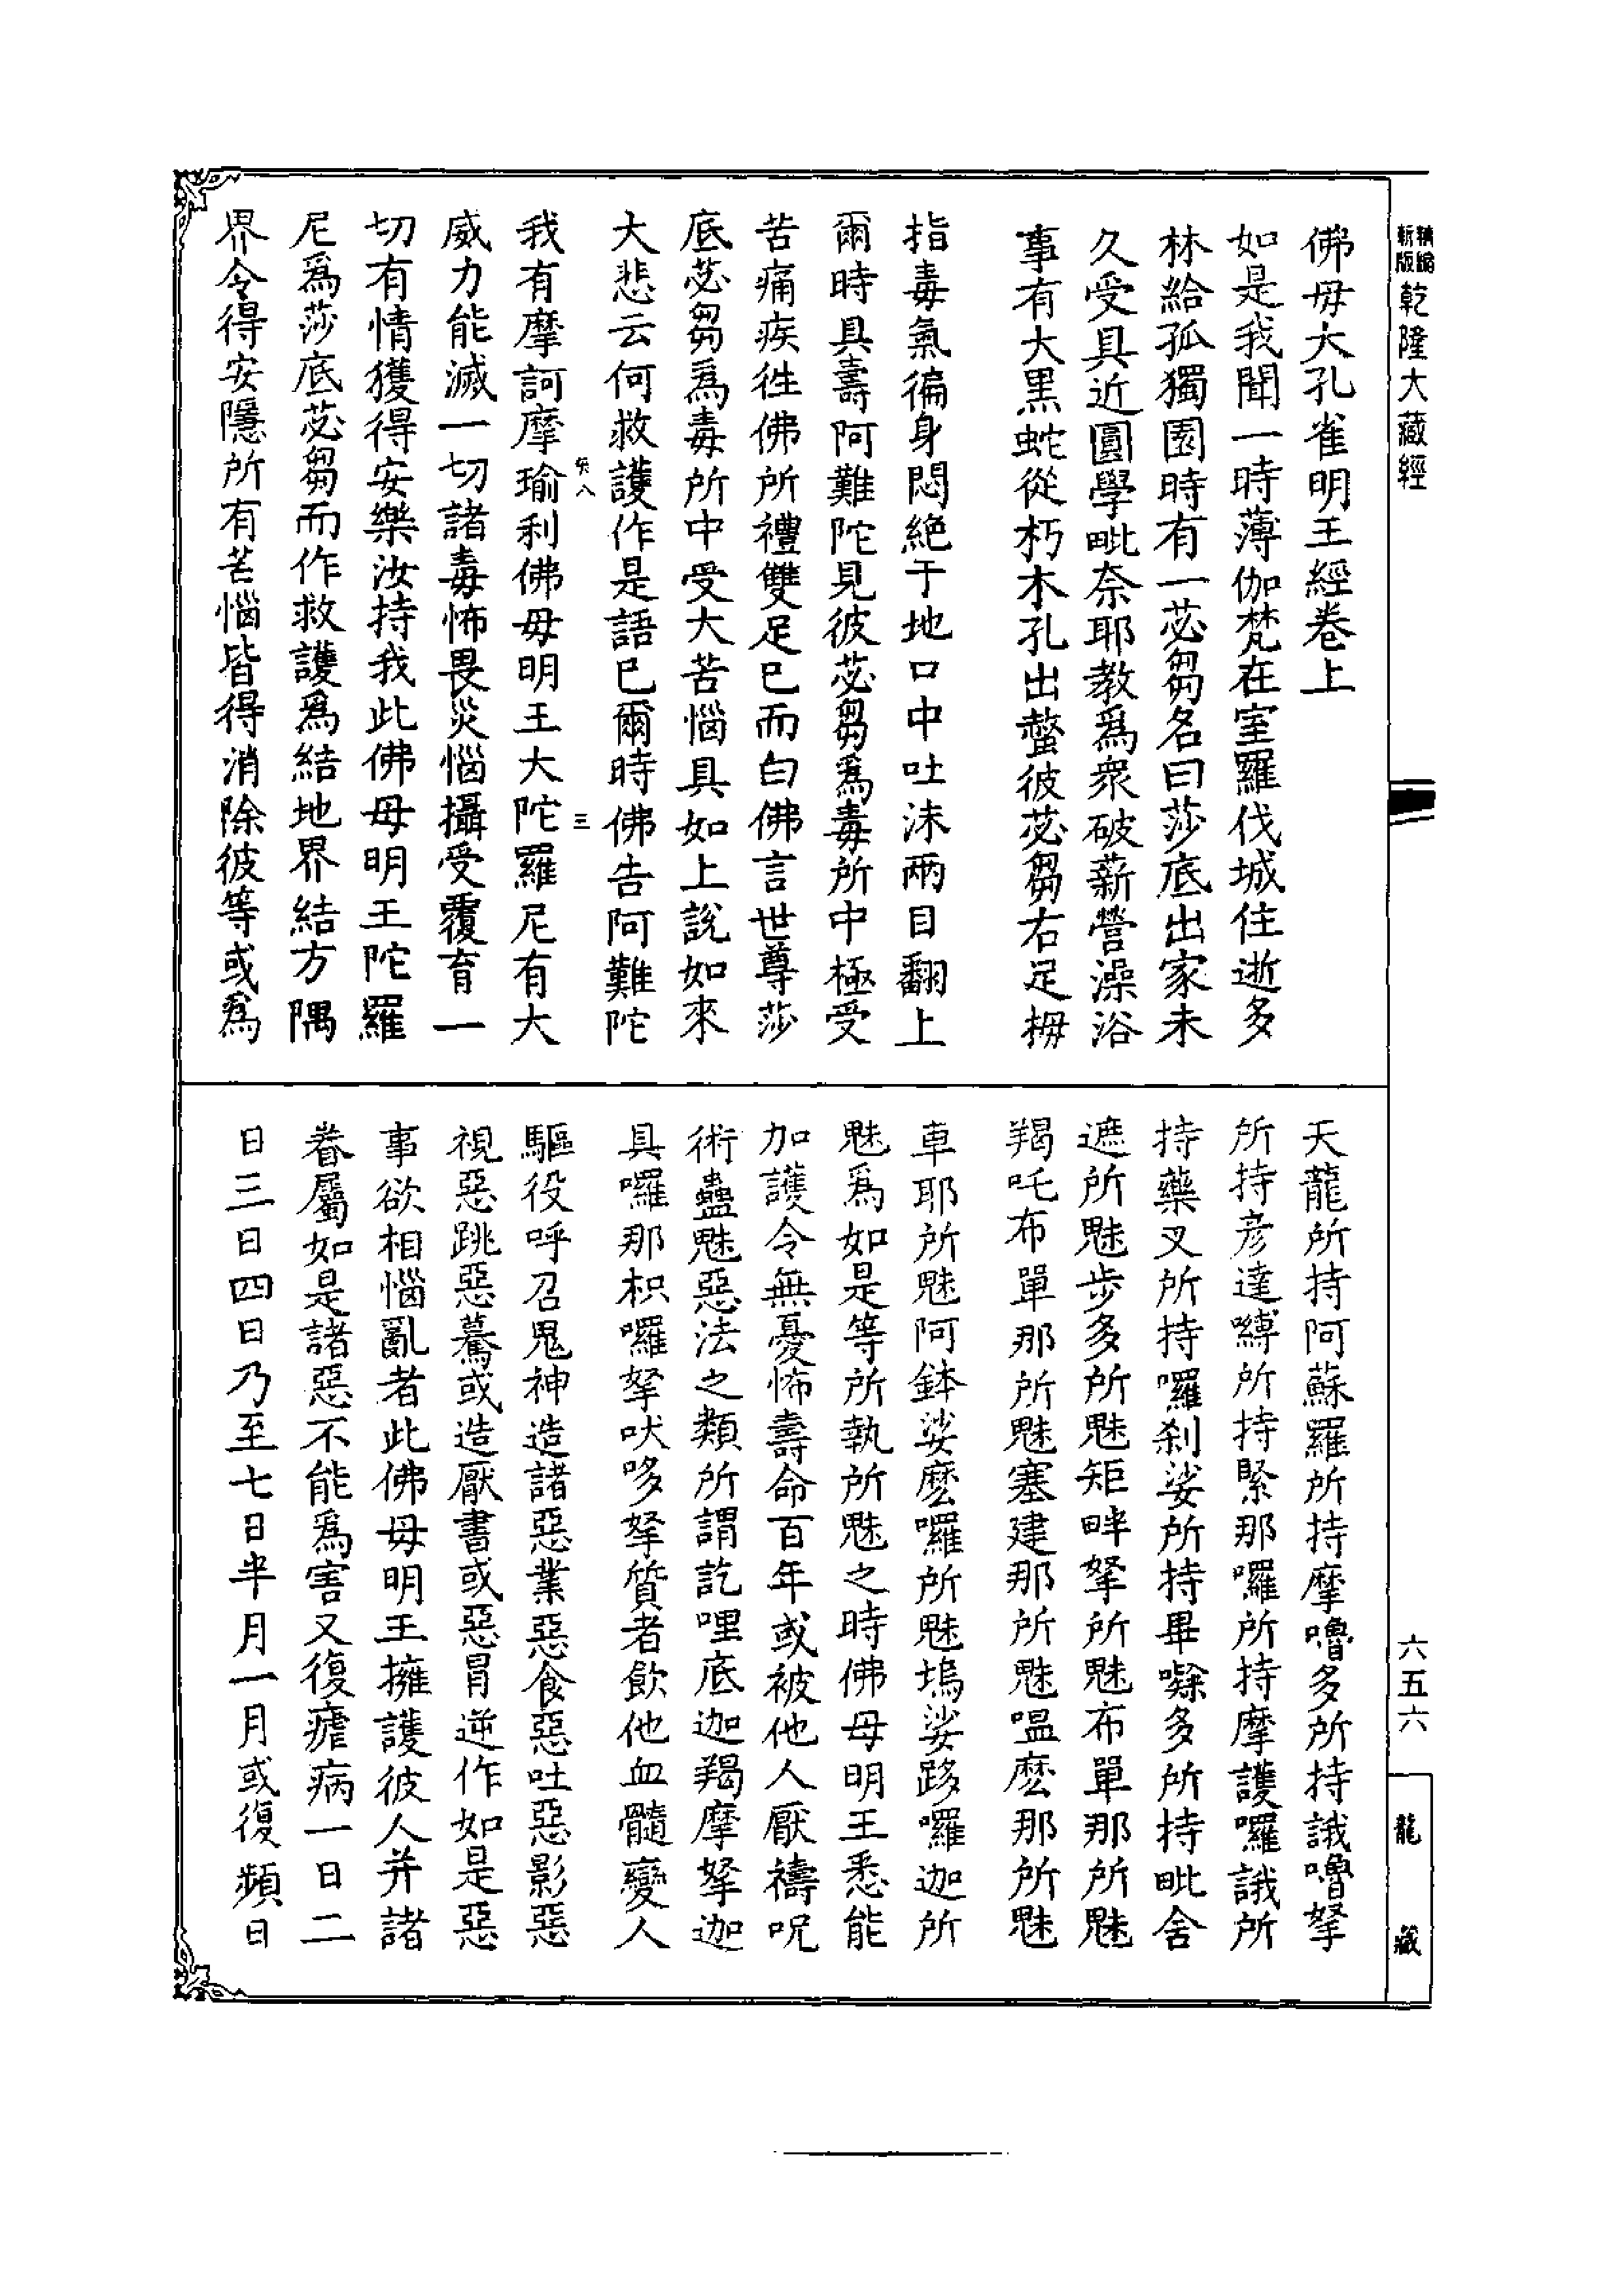 精縮新版乾隆大藏經
佛母大孔雀明王經卷上
如是我聞一時薄伽梵在室羅伐城住逝多
林給孤獨園時有一苾芻名曰莎底出家未
久受具近圓學毗奈耶教爲衆破薪營澡浴
事有大黑蛇從朽木孔出螫彼苾芻右足拇
指毒氣徧身悶絕于地口中吐沫兩目翻上
爾時具壽阿難陀見彼苾芻爲毒所中極受
苦痛疾徃佛所禮雙足已而白佛言世尊莎
底苾芻爲毒所中受大苦惱具如上說如來
大悲云何救護作是語已爾時佛告阿難陀
八 三
我有摩訶摩瑜利佛母明王大陀羅尼有大
威力能滅一切諸毒怖畏災惱攝受覆育一
切有情獲得安樂汝持我此佛母明王陀羅
尼爲莎底苾芻而作救護爲結地界結方隅
界令得安隱所有苦惱皆得消除彼等或爲
天龍所持阿蘇羅所持摩嚕多所持誐嚕拏
所持彥達嚩所持緊那囉所持摩護囉誐所
持藥叉所持囉刹娑所持畢㗚多所持毗舍
遮所魅步多所魅矩畔拏所魅布單那所魅
羯吒布單那所魅塞建那所魅嗢麽那所魅
車耶所魅阿鉢娑麽囉所魅塢娑跢囉迦所
魅爲如是等所執所魅之時佛母明王悉能
加護令無憂怖壽命百年或被他人厭禱呪
術蠱魅惡法之類所謂訖哩底迦羯摩拏迦
具囉那枳囉拏吠哆拏質者飲他血髓變人
驅役呼召鬼神造諸惡業惡食惡吐惡影惡
視惡跳惡驀或造厭書或惡冒逆作如是惡
事欲相惱亂者此佛母明王擁護彼人并諸
眷屬如是諸惡不能爲害又復瘧病一日二
日三日四日乃至七日半月一月或復頻日
六五六
龍藏